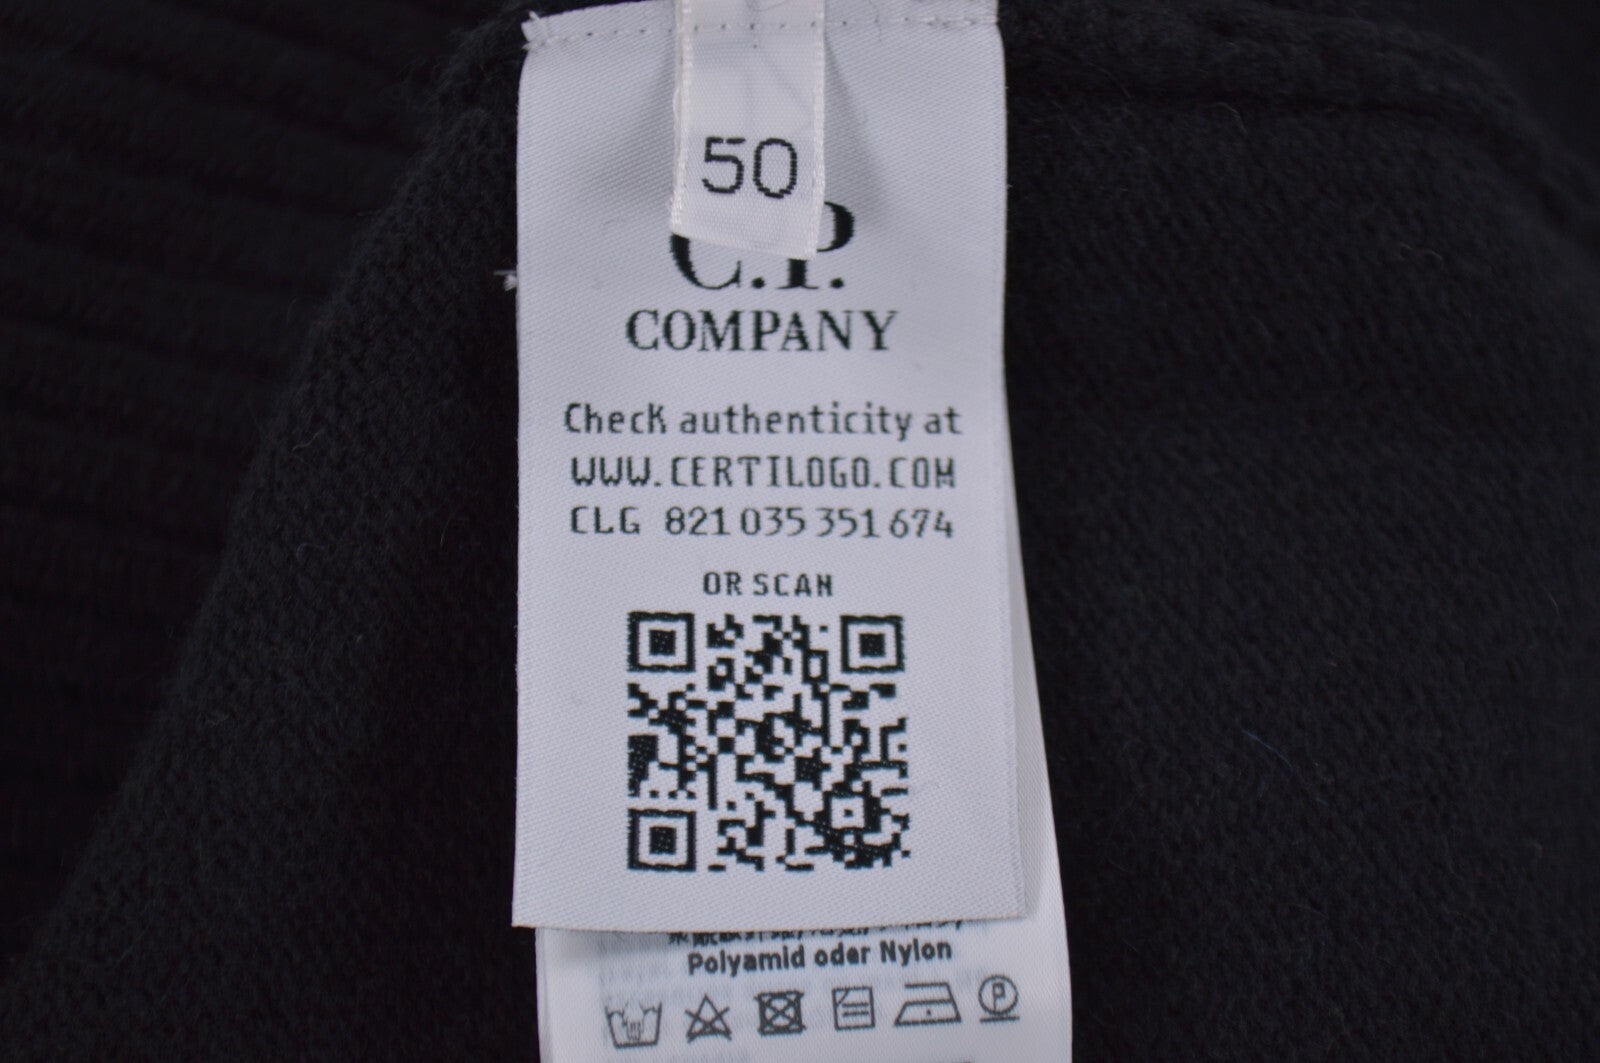 50
C.P.
COMPANY
Check authenticity at
WWW.CERTILOGO.COM
CLG 821 035 351 674
OR SCAN
Polyamid oder Nylon
P